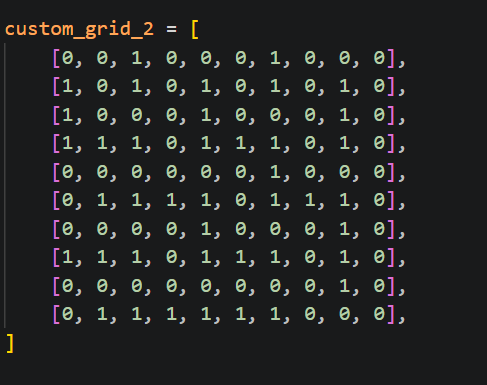 custom_grid_2 = [
[0, 0, 1, 0, 0, 0, 1, 0, 0, 0],
[1, 0, 1, 0, 1, 0, 1, 0, 1, 0],
[1, 0, 0, 0, 1, 0, 0, 0, 1, 0],
[1, 1, 1, 0, 1, 1, 1, 0, 1, 0],
[0, 0, 0, 0, 0, 0, 1, 0, 0, 0],
[0, 1, 1, 1, 1, 0, 1, 1, 1, 0],
[0, 0, 0, 0, 1, 0, 0, 0, 1, 0],
[1, 1, 1, 0, 1, 1, 1, 0, 1, 0],
[0, 0, 0, 0, 0, 0, 0, 0, 1, 0],
[0, 1, 1, 1, 1, 1, 1, 0, 0, 0],
]